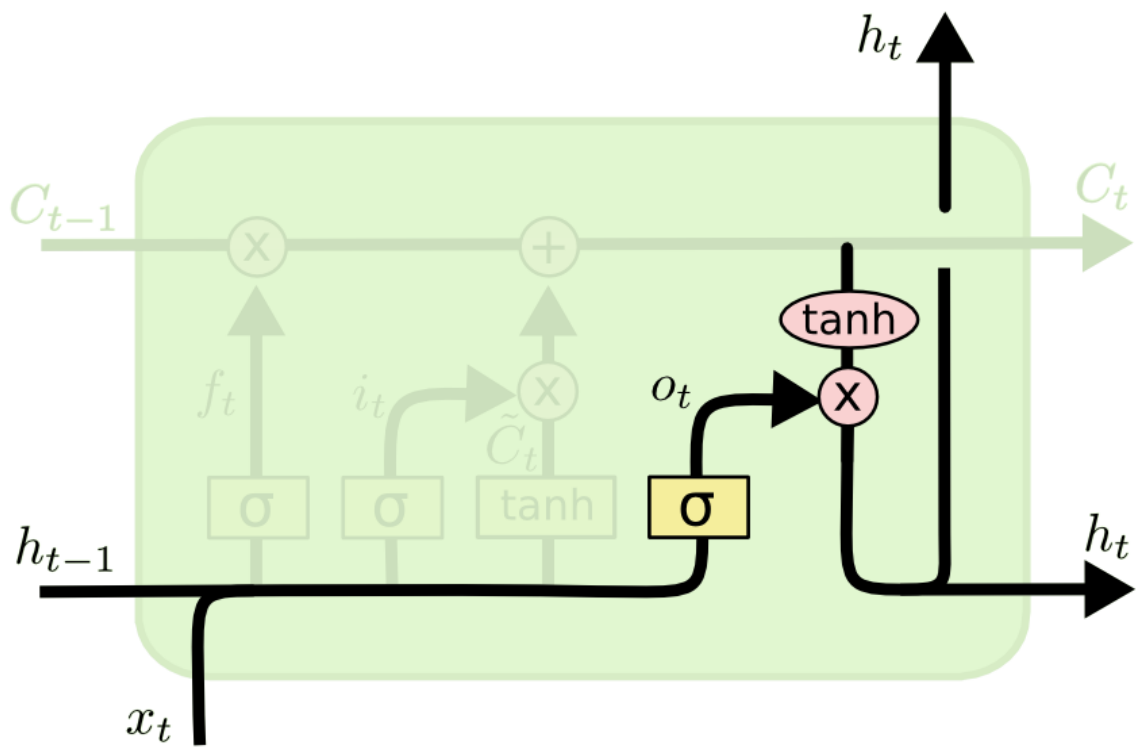 h_t
C_{t-1}
C_t
x
+
tanh
f_t
i_t
x
o_t
x
C̃_t
σ
σ
tanh
σ
h_{t-1}
h_t
x_t